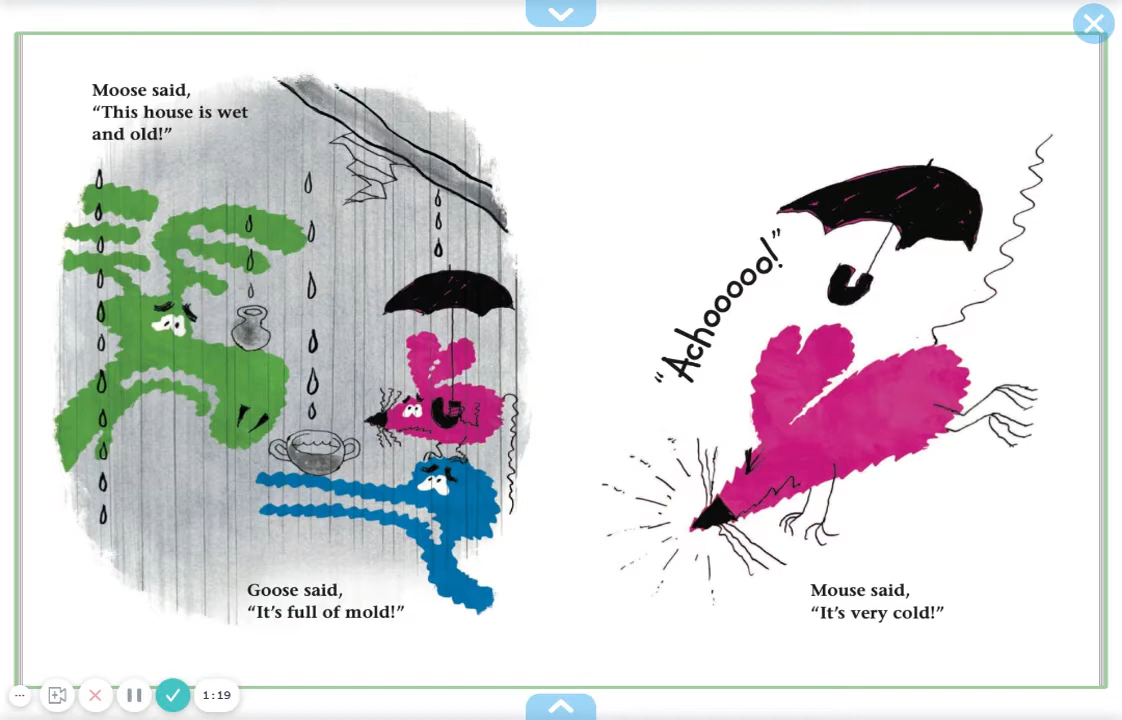 Moose said,
“This house is wet
and old!”
Goose said,
“It’s full of mold!”
“Achooooo!”
Mouse said,
“It’s very cold!”
1:19